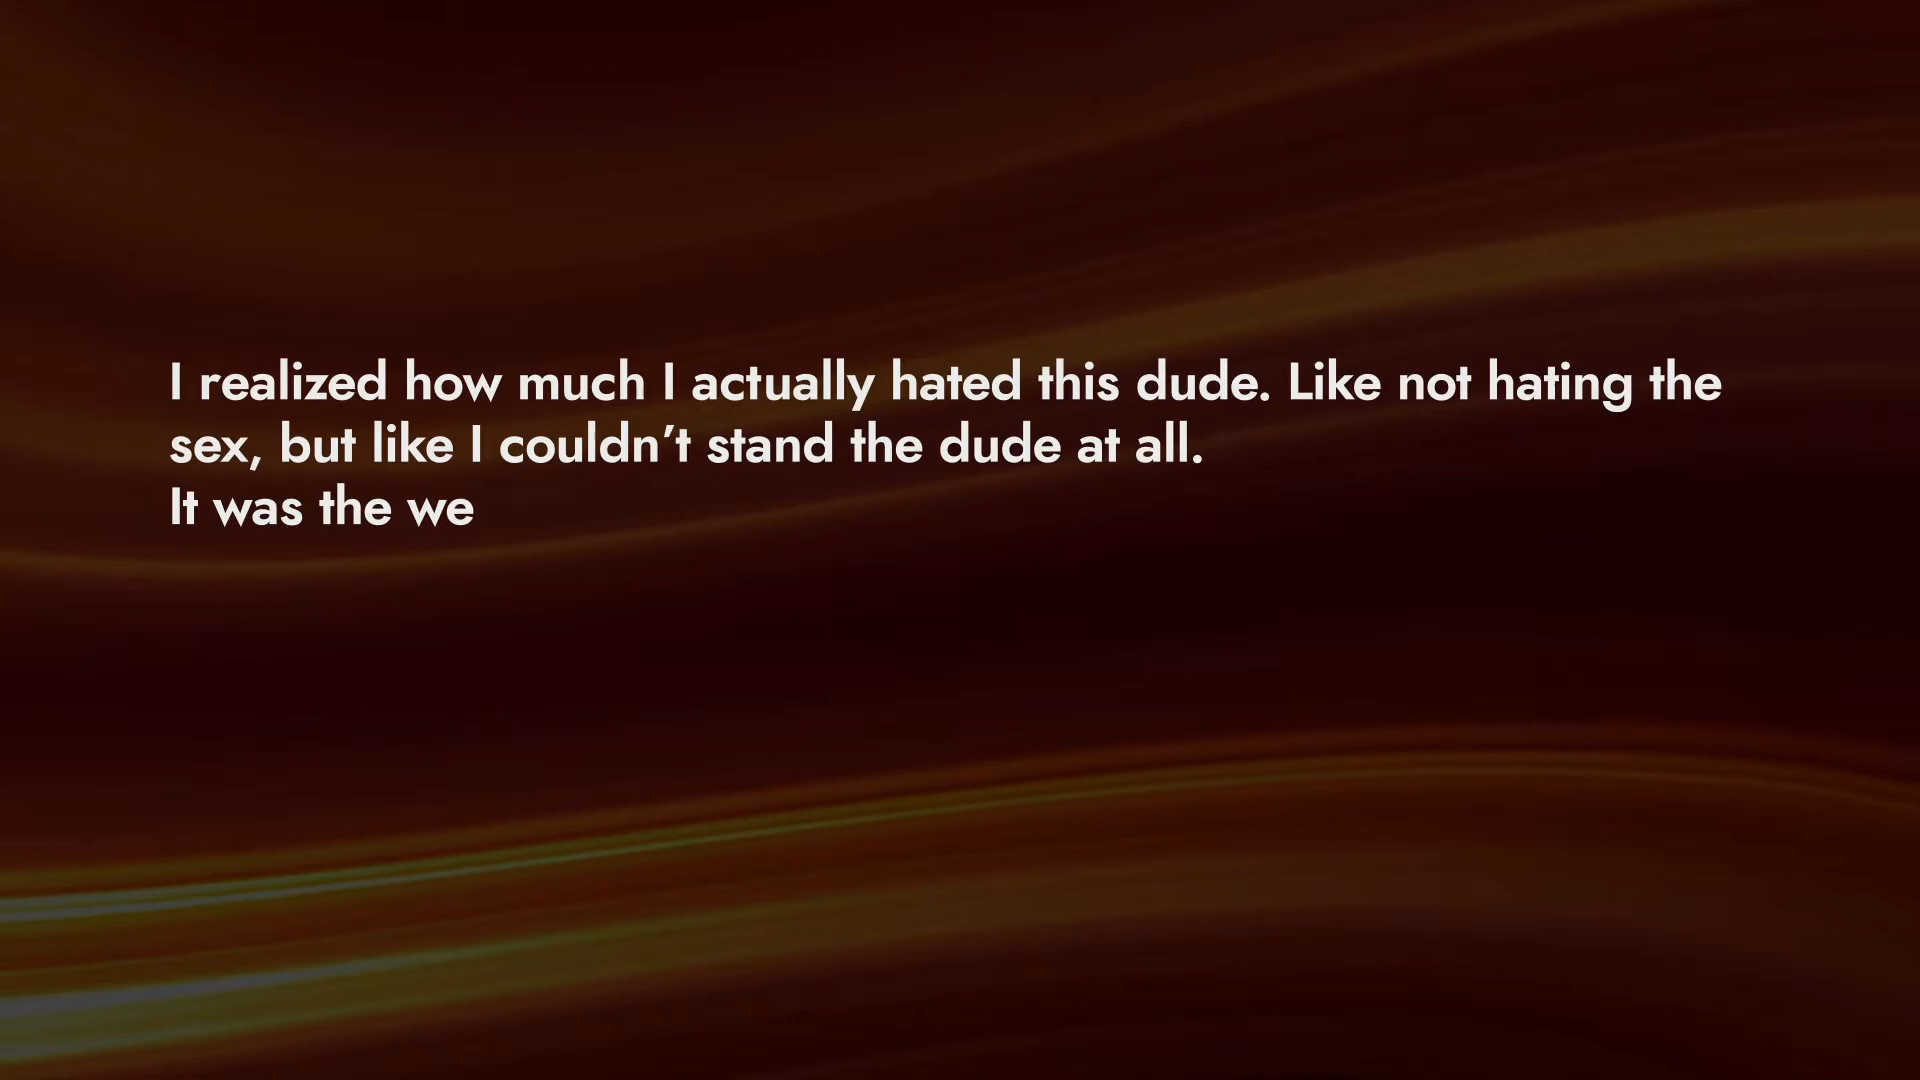 I realized how much I actually hated this dude. Like not hating the
sex, but like I couldn’t stand the dude at all.
It was the we